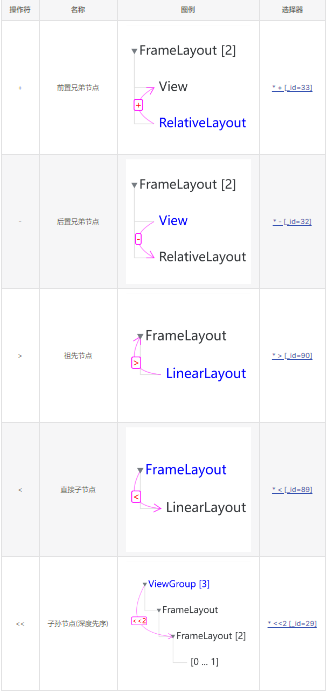 操作符 名称 图例 选择器
+ 前置兄弟节点 * + [_id=33]
FrameLayout [2]
View
+
RelativeLayout
- 后置兄弟节点 * - [_id=32]
FrameLayout [2]
View
-
RelativeLayout
> 祖先节点 * > [_id=90]
FrameLayout
>
LinearLayout
< 直接子节点 * < [_id=89]
FrameLayout
<
LinearLayout
<< 子孙节点(深度先序) * <<2 [_id=29]
ViewGroup [3]
FrameLayout
<<2
FrameLayout [2]
[0 ... 1]